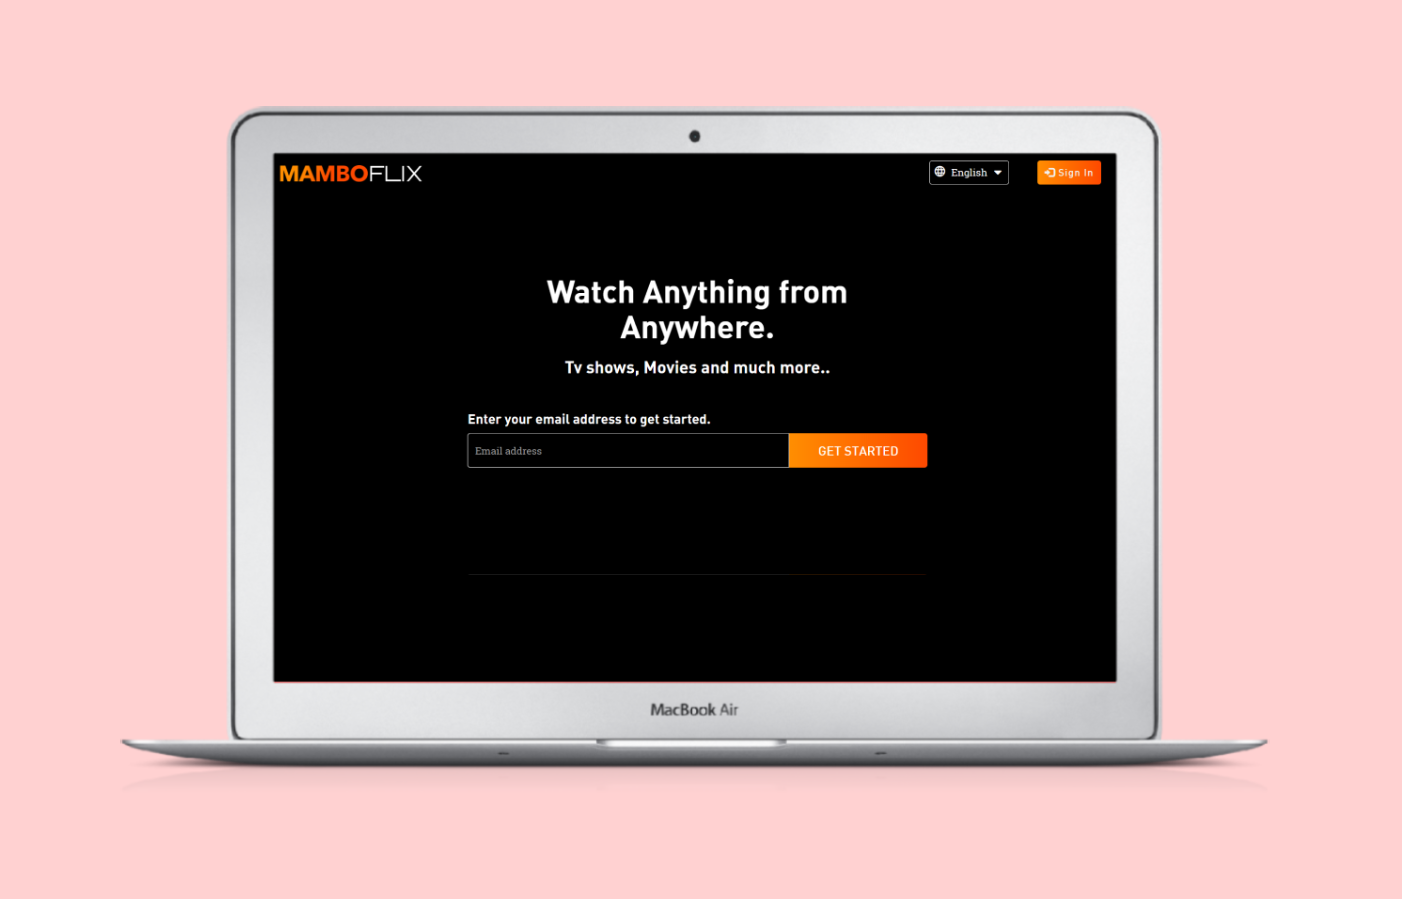 MAMBOFLIX
English
Sign In
Watch Anything from
Anywhere.
Tv shows, Movies and much more..
Enter your email address to get started.
Email address
GET STARTED
MacBook Air